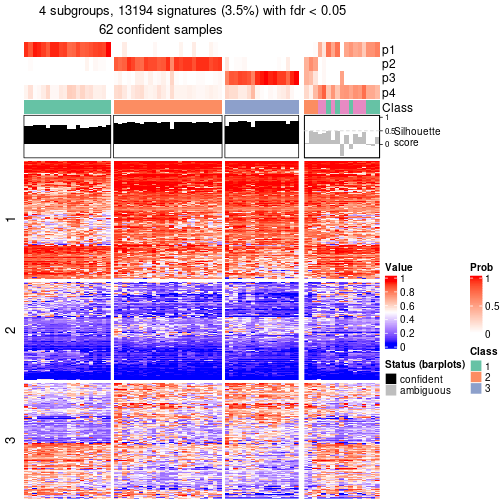 4 subgroups, 13194 signatures (3.5%) with fdr < 0.05
62 confident samples
p1
p2
p3
p4
Class
1
0.5
0
Silhouette
score
1
2
3
Value
1
0.8
0.6
0.4
0.2
0
Prob
1
0.5
0
Status (barplots)
confident
ambiguous
Class
1
2
3